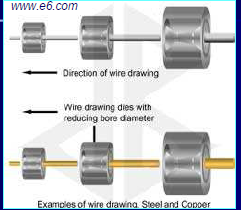 www.e6.com
Direction of wire drawing
Wire drawing dies with
reducing bore diameter
Examples of wire drawing, Steel and Copper